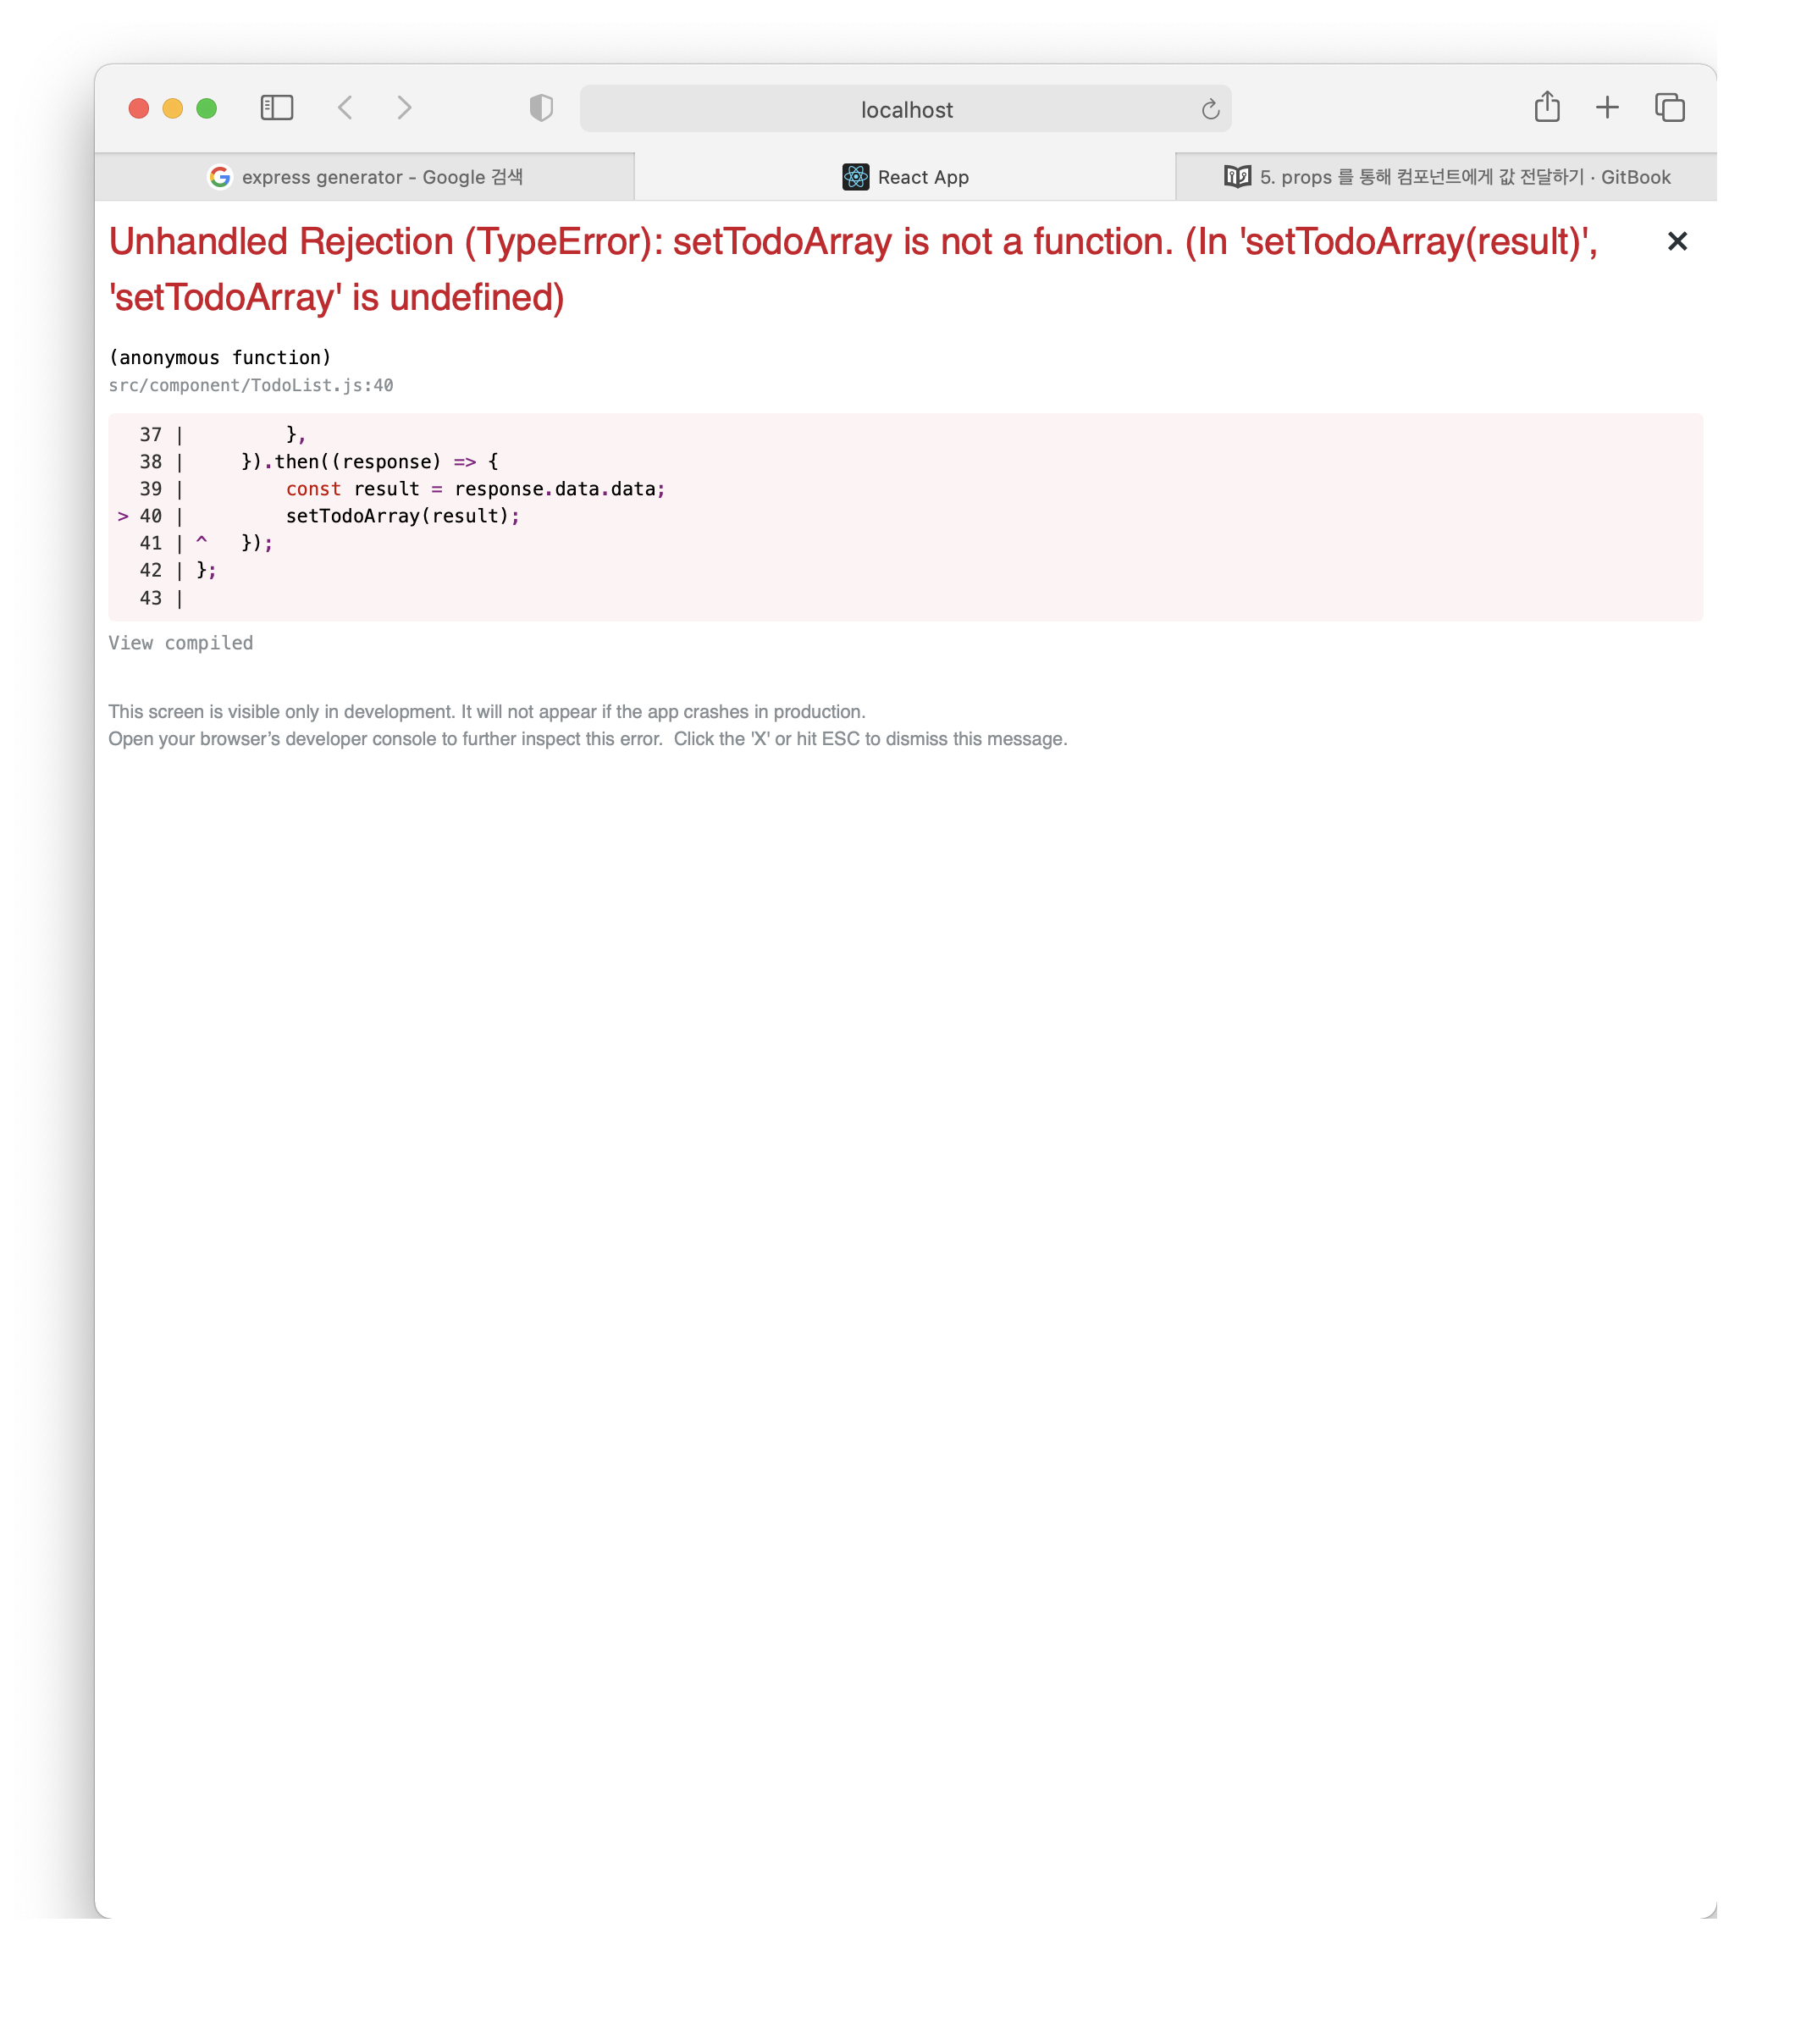 localhost
express generator - Google 검색
React App
5. props 를 통해 컴포넌트에게 값 전달하기 · GitBook
Unhandled Rejection (TypeError): setTodoArray is not a function. (In 'setTodoArray(result)',
'setTodoArray' is undefined)
(anonymous function)
src/component/TodoList.js:40
37 |         },
38 |     }).then((response) => {
39 |         const result = response.data.data;
> 40 |         setTodoArray(result);
41 | ^   });
42 | };
43 |
View compiled
This screen is visible only in development. It will not appear if the app crashes in production.
Open your browser’s developer console to further inspect this error.  Click the 'X' or hit ESC to dismiss this message.